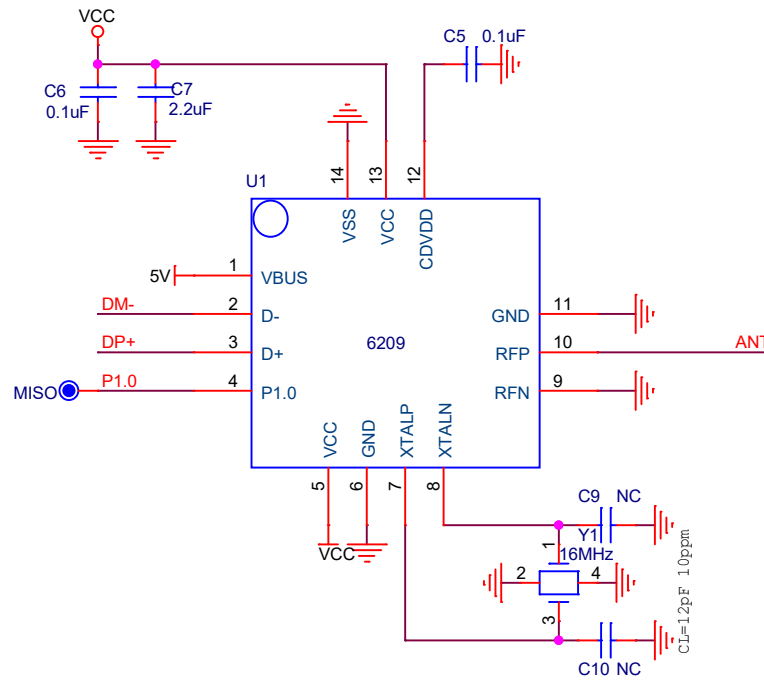 VCC
C5 0.1uF
C6
0.1uF
C7
2.2uF
14
13
12
U1
VSS
VCC
CDVDD
5V
1
VBUS
DM-
2
D-
GND
11
DP+
3
D+
6209
RFP
10
ANT
MISO
P1.0
4
P1.0
RFN
9
VCC
GND
XTALP
XTALN
5
6
7
8
VCC
C9 NC
Y1
16MHz
1
2
4
3
C10 NC
CL=12pF 10ppm